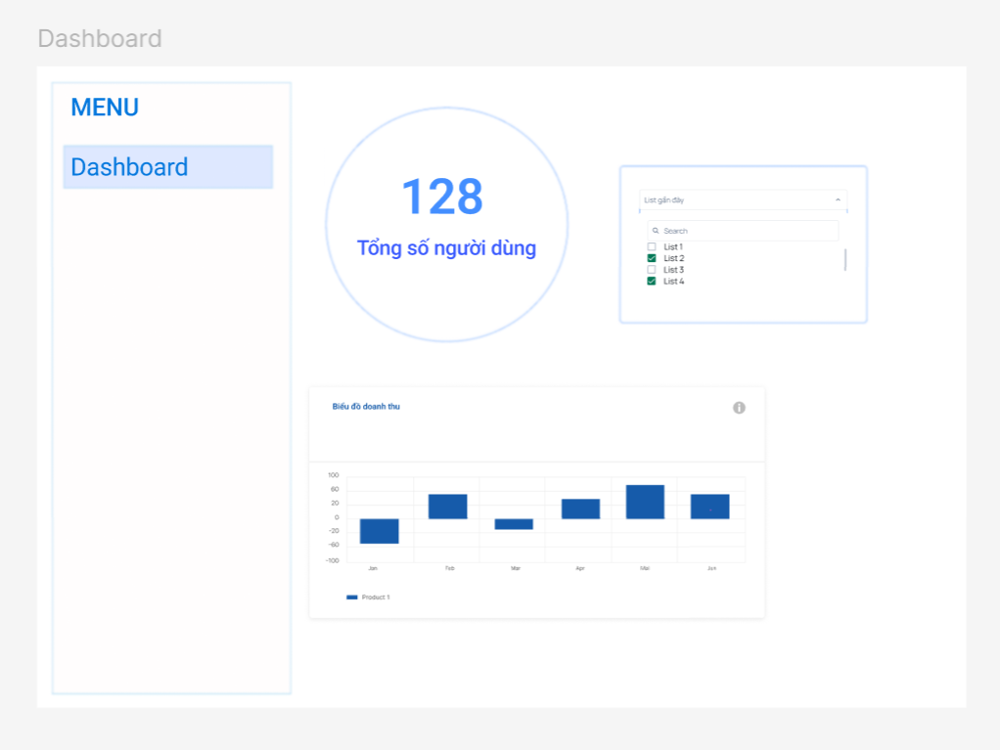 Dashboard
MENU
Dashboard
128
Tổng số người dùng
List gần đây
Search
List 1
List 2
List 3
List 4
Biểu đồ doanh thu
100
60
20
0
-20
-60
-100
Jan Feb Mar Apr Mai Jun
Product 1